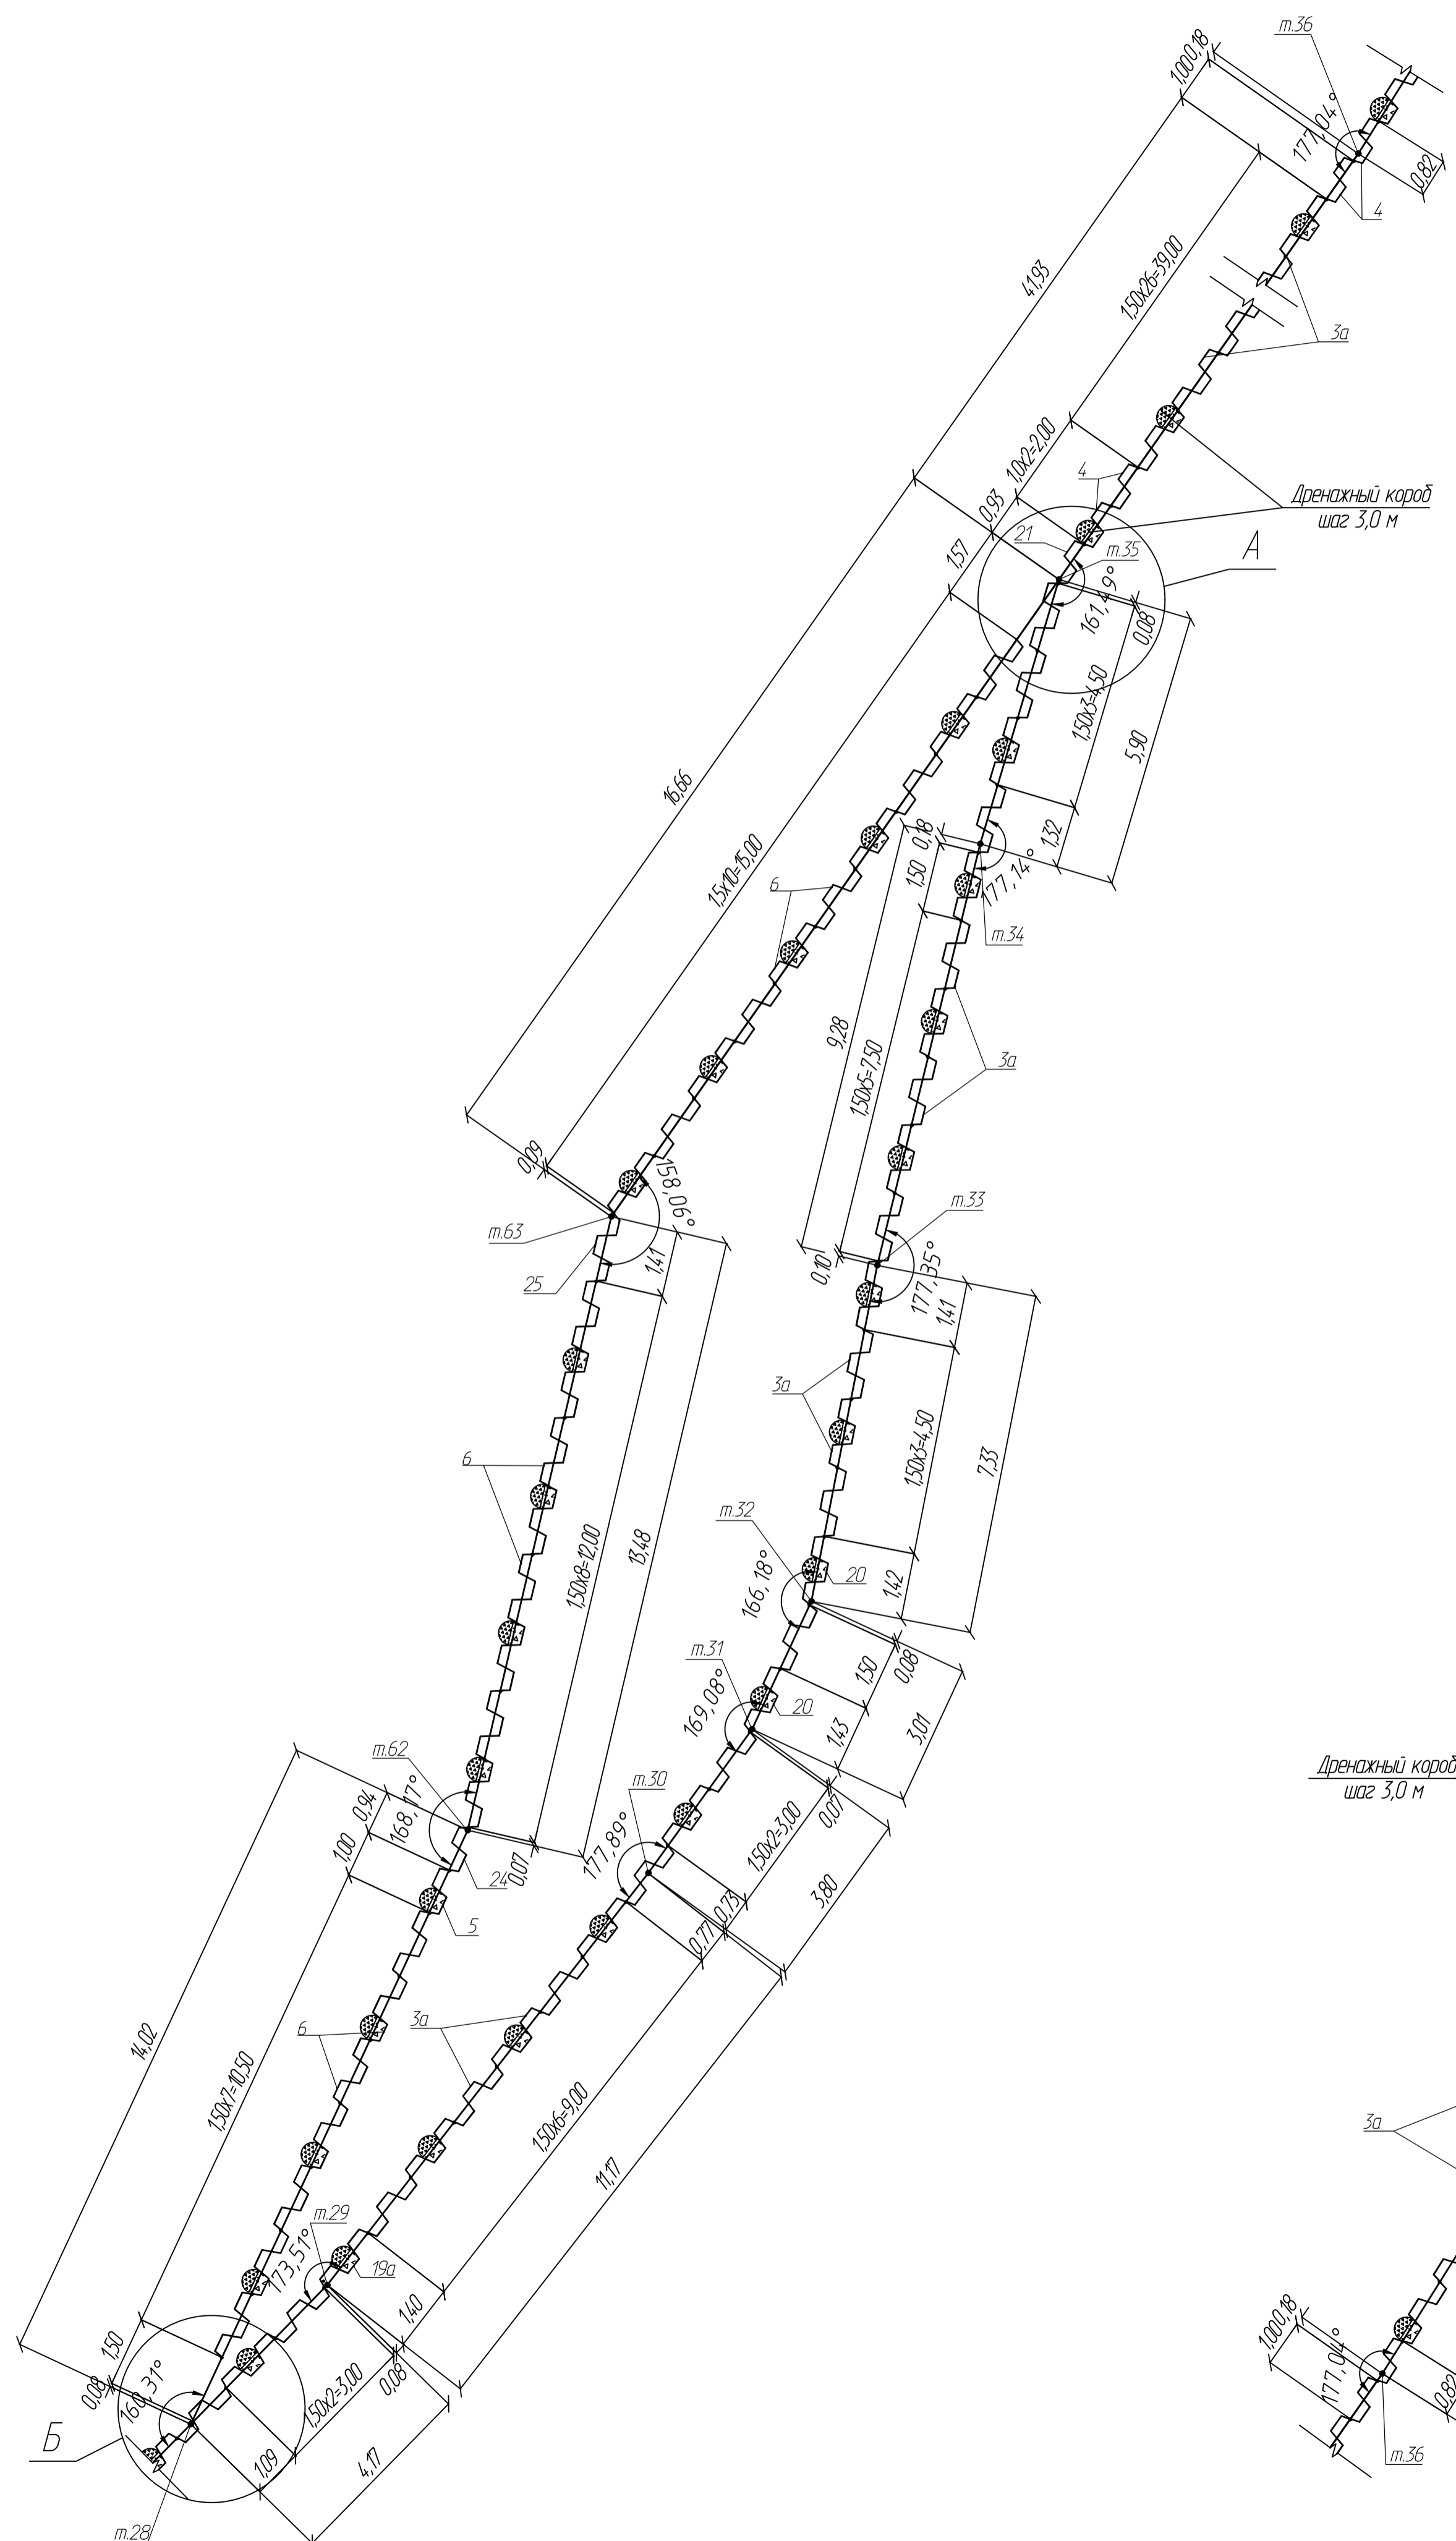 т.36
1,00
0,18
177,04°
0,82
4
41,93
1,50х26=39,00
3а
1,0х2=2,00
4
Дренажный короб
шаг 3,0 м
0,93
21
А
1,57
т.35
161,49°
0,08
1,50х3=4,50
5,90
16,66
0,18
1,32
1,5х10=15,00
1,50
177,14°
6
т.34
9,28
1,50х5=7,50
3а
0,09
158,06°
т.33
т.63
1,41
0,10
177,35°
25
1,41
3а
1,50х3=4,50
6
7,33
т.32
13,48
1,50х8=12,00
166,18°
20
1,42
т.31
1,50
0,08
169,08°
20
1,43
3,01
т.62
Дренажный короб
шаг 3,0 м
т.30
0,94
168,17°
0,07
177,89°
1,50х2=3,00
1,00
24
0,07
3,80
0,73
5
0,77
14,02
6
3а
1,50х7=10,50
1,50х6=9,00
3а
11,17
т.29
173,51°
19а
1,40
1,00
0,18
1,50
177,04°
0,08
160,31°
1,50х2=3,00
0,08
0,82
Б
1,09
4,17
т.36
т.28